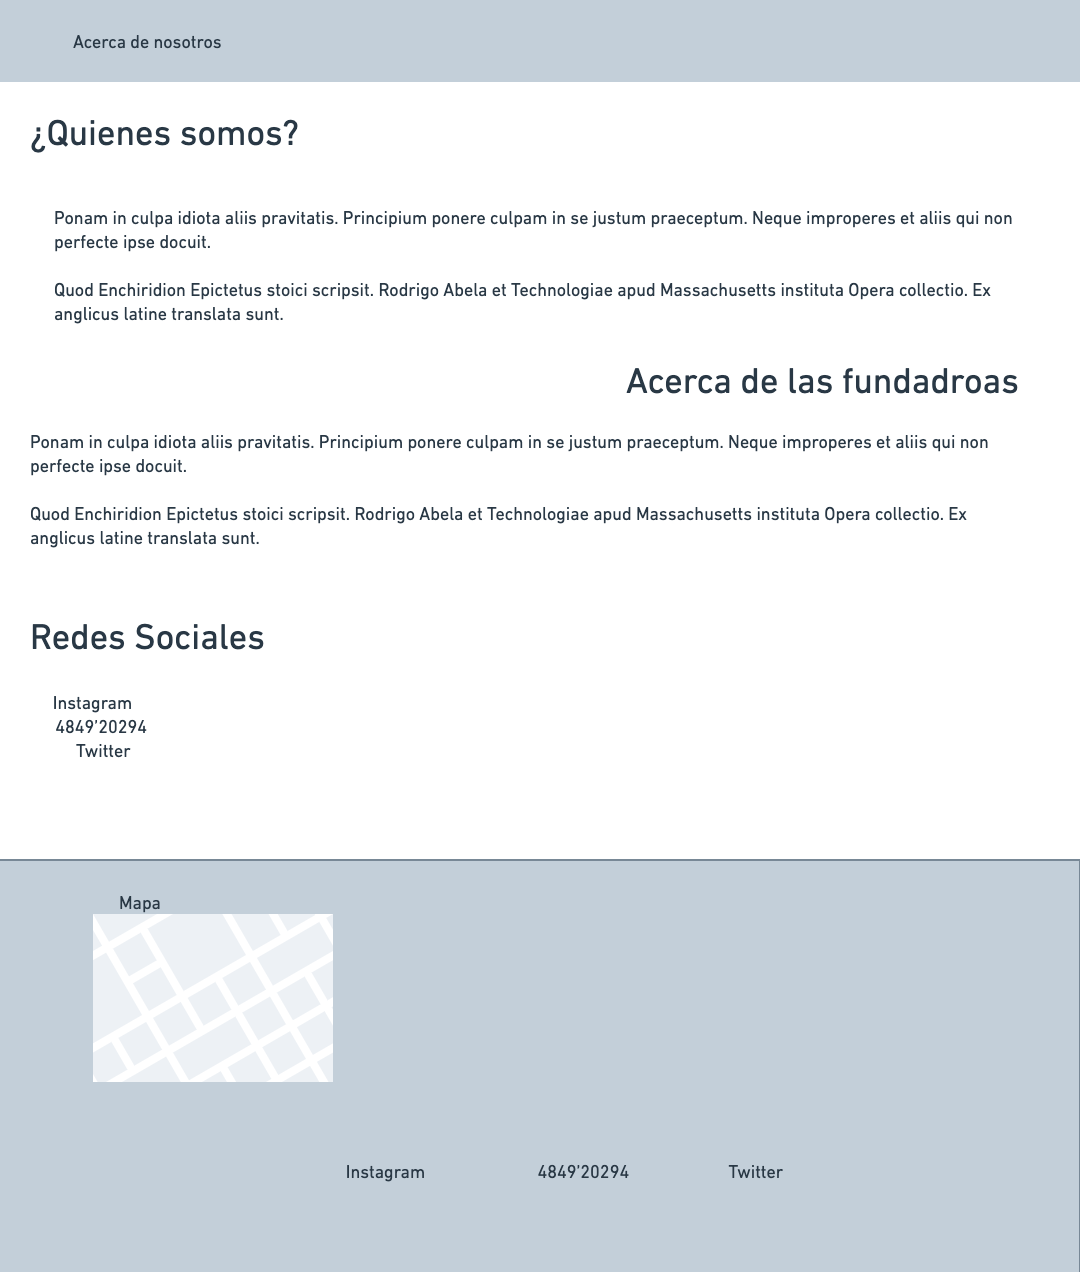 Acerca de nosotros
¿Quienes somos?
Ponam in culpa idiota aliis pravitatis. Principium ponere culpam in se justum praeceptum. Neque improperes et aliis qui non
perfecte ipse docuit.
Quod Enchiridion Epictetus stoici scripsit. Rodrigo Abela et Technologiae apud Massachusetts instituta Opera collectio. Ex
anglicus latine translata sunt.
Acerca de las fundadroas
Ponam in culpa idiota aliis pravitatis. Principium ponere culpam in se justum praeceptum. Neque improperes et aliis qui non
perfecte ipse docuit.
Quod Enchiridion Epictetus stoici scripsit. Rodrigo Abela et Technologiae apud Massachusetts instituta Opera collectio. Ex
anglicus latine translata sunt.
Redes Sociales
Instagram
4849’20294
Twitter
Mapa
Instagram 4849’20294 Twitter